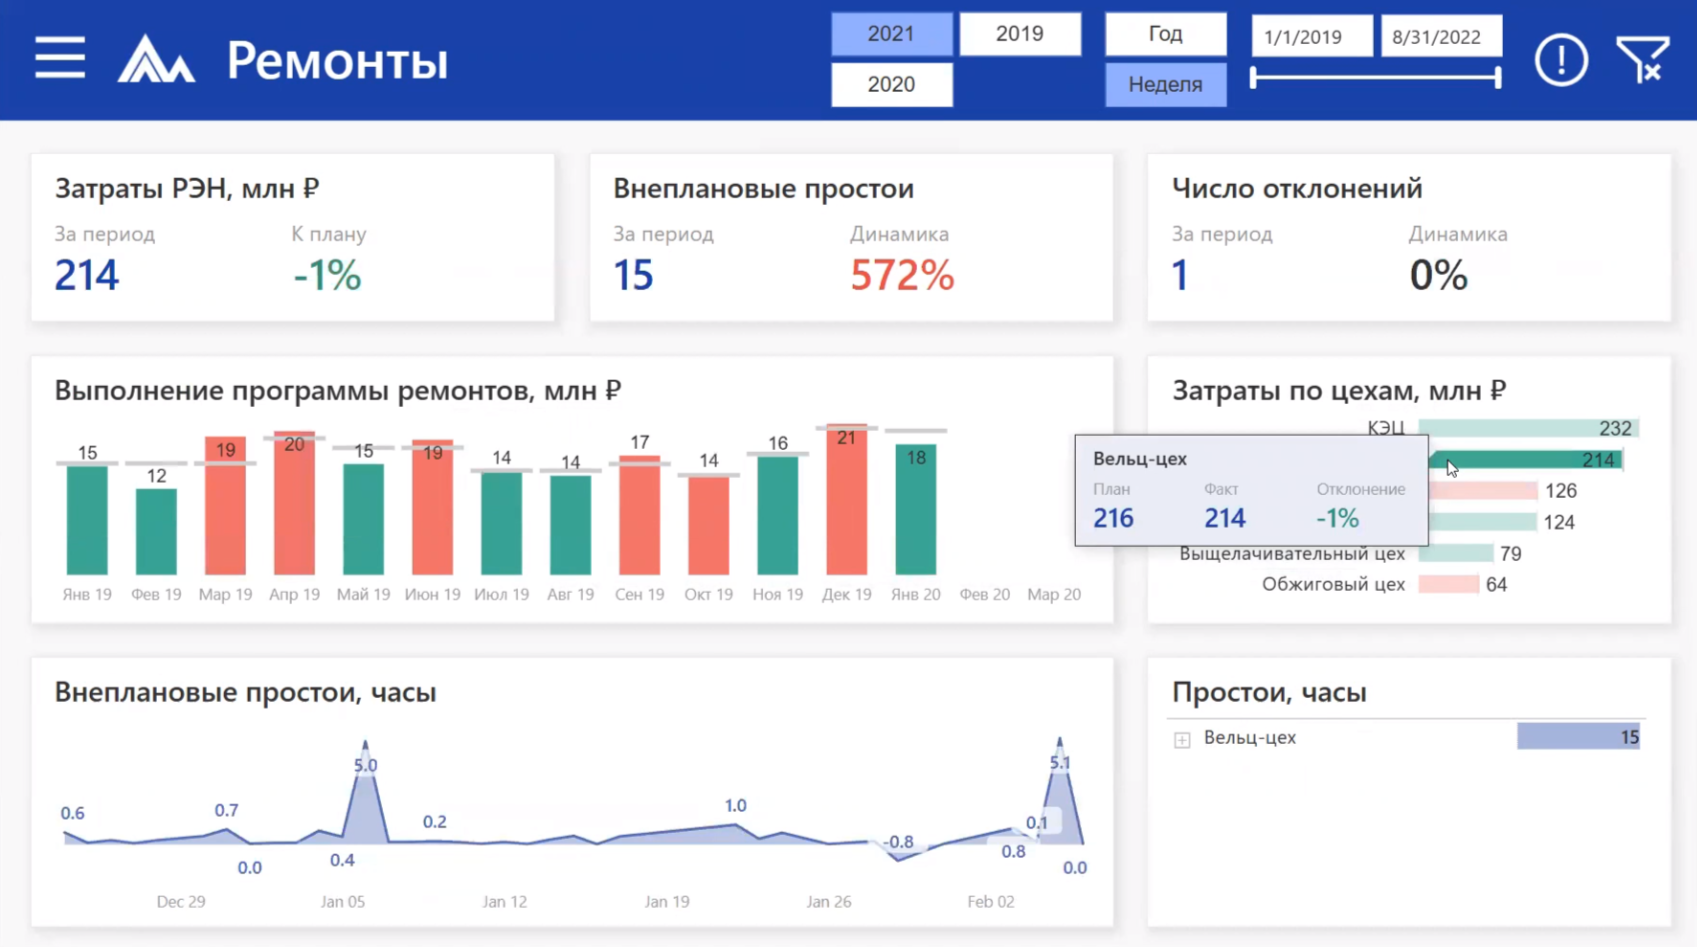 Ремонты
2021
2019
2020
Год
Неделя
1/1/2019
8/31/2022
Затраты РЭН, млн ₽
За период
К плану
214
-1%
Внеплановые простои
За период
Динамика
15
572%
Число отклонений
За период
Динамика
1
0%
Выполнение программы ремонтов, млн ₽
15
12
19
20
15
19
14
14
17
14
16
21
18
Янв 19
Фев 19
Мар 19
Апр 19
Май 19
Июн 19
Июл 19
Авг 19
Сен 19
Окт 19
Ноя 19
Дек 19
Янв 20
Фев 20
Мар 20
Затраты по цехам, млн ₽
КЭЦ
232
214
126
124
Выщелачивательный цех
79
Обжиговый цех
64
Вельц-цех
План
Факт
Отклонение
216
214
-1%
Внеплановые простои, часы
0.6
0.7
0.0
0.4
5.0
0.2
1.0
-0.8
0.8
0.1
5.1
0.0
Dec 29
Jan 05
Jan 12
Jan 19
Jan 26
Feb 02
Простои, часы
Вельц-цех
15